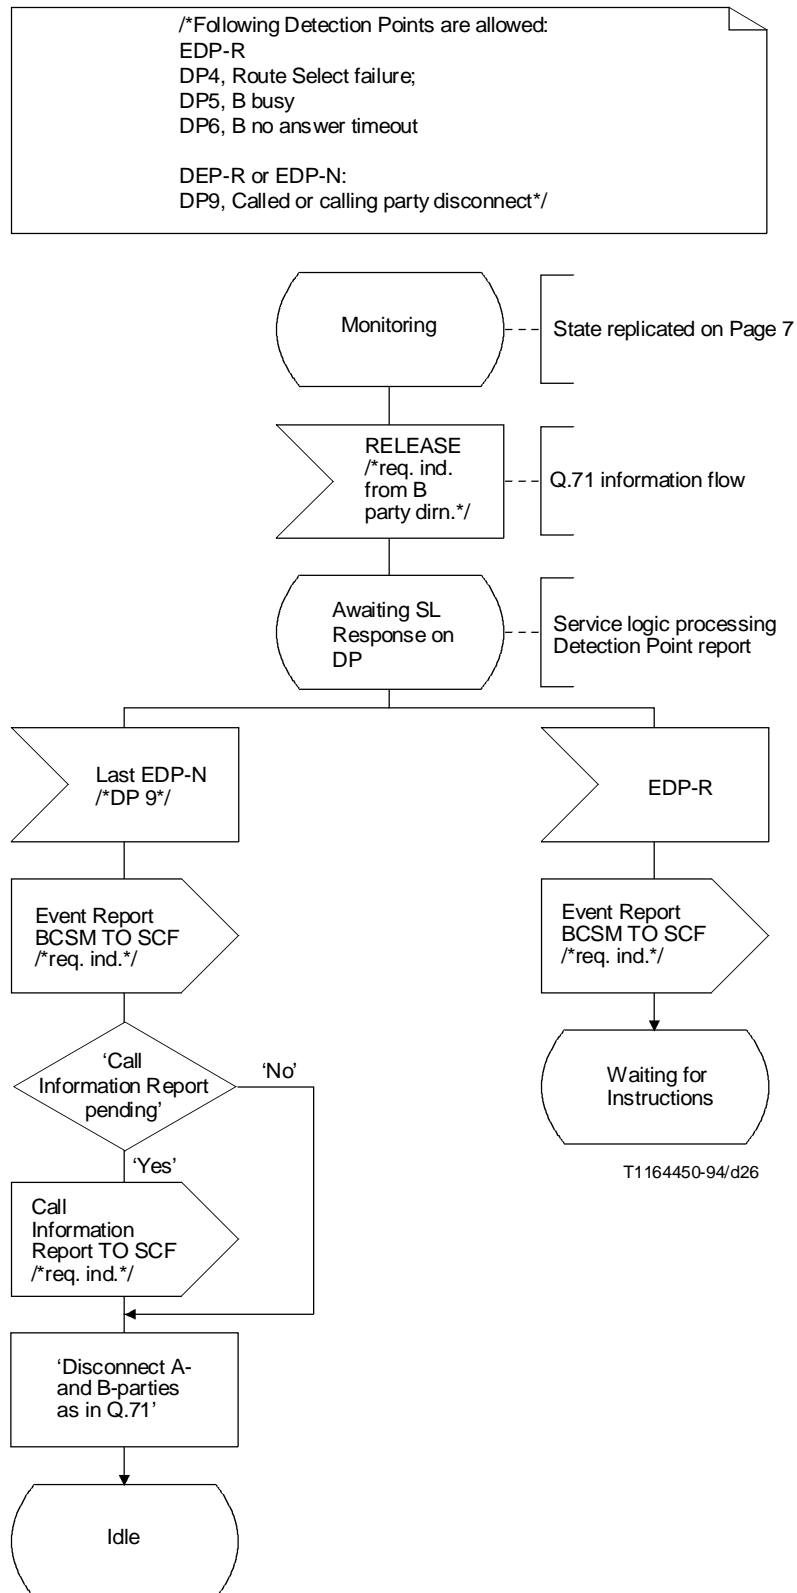 /*Following Detection Points are allowed:
EDP-R
DP4, Route Select failure;
DP5, B busy
DP6, B no answer timeout
DEP-R or EDP-N:
DP9, Called or calling party disconnect*/
Monitoring
State replicated on Page 7
RELEASE
/*req. ind.
from B
party dirn.*/
Q.71 information flow
Awaiting SL
Response on
DP
Service logic processing
Detection Point report
Last EDP-N
/*DP 9*/
EDP-R
Event Report
BCSM TO SCF
/*req. ind.*/
Event Report
BCSM TO SCF
/*req. ind.*/
‘Call
Information Report
pending’
‘No’
‘Yes’
Waiting for
Instructions
T1164450-94/d26
Call
Information
Report TO SCF
/*req. ind.*/
‘Disconnect A-
and B-parties
as in Q.71’
Idle